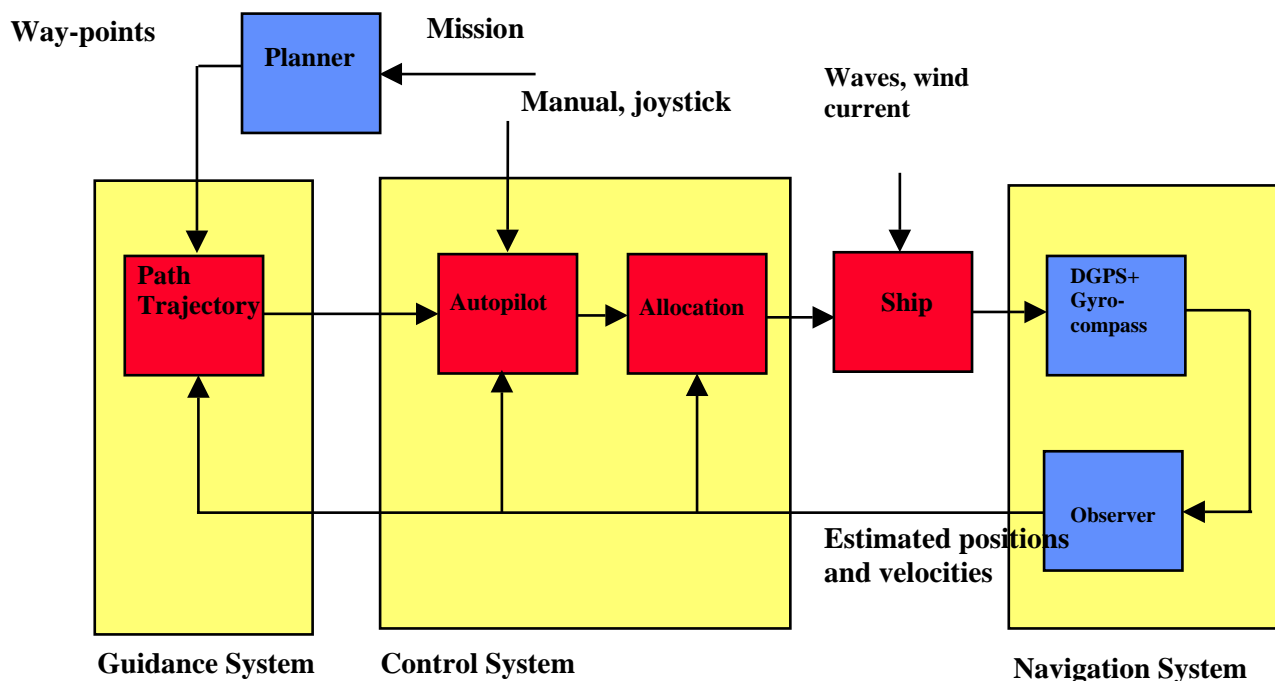 Way-points
Planner
Mission
Manual, joystick
Waves, wind
current
Path
Trajectory
Autopilot
Allocation
Ship
DGPS+
Gyro-
compass
Observer
Estimated positions
and velocities
Guidance System
Control System
Navigation System